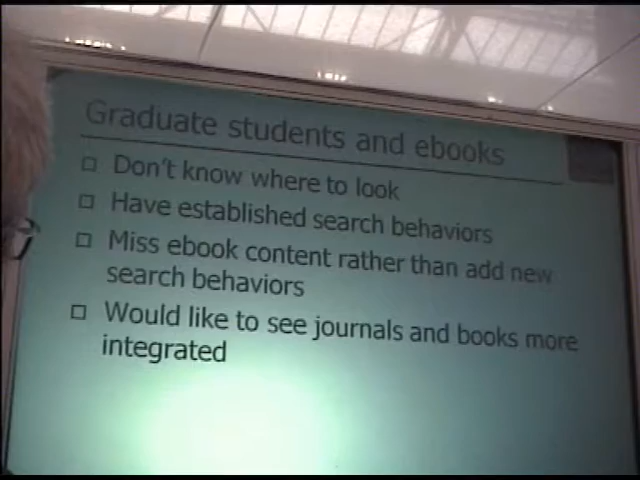 Graduate students and ebooks
Don't know where to look
Have established search behaviors
Miss ebook content rather than add new
search behaviors
Would like to see journals and books more
integrated